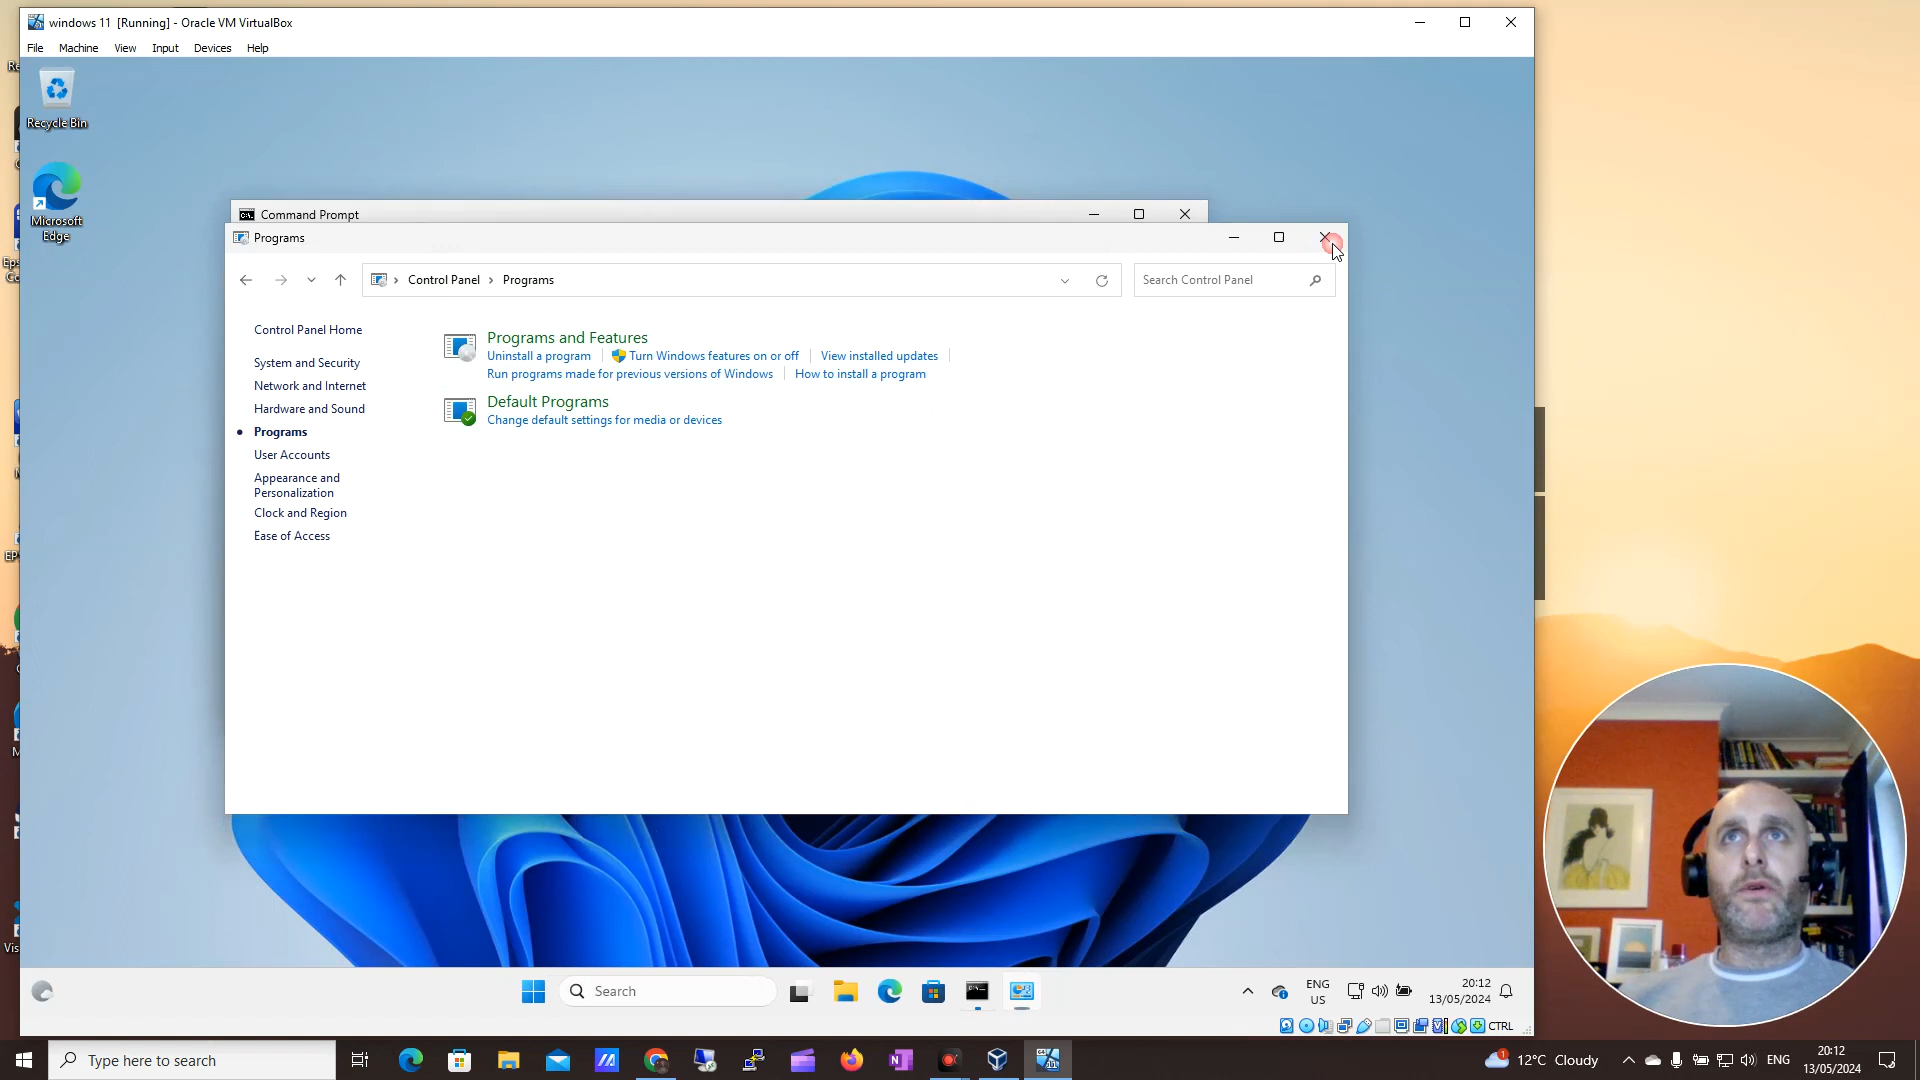 windows 11 [Running] - Oracle VM VirtualBox
File Machine View Input Devices Help
Recycle Bin
Microsoft
Edge
Command Prompt
Programs
Control Panel > Programs
Search Control Panel
Control Panel Home
System and Security
Network and Internet
Hardware and Sound
Programs
User Accounts
Appearance and
Personalization
Clock and Region
Ease of Access
Programs and Features
Uninstall a program
Turn Windows features on or off
View installed updates
Run programs made for previous versions of Windows
How to install a program
Default Programs
Change default settings for media or devices
Search
ENG
US
20:12
13/05/2024
CTRL
Type here to search
12°C Cloudy
ENG
20:12
13/05/2024